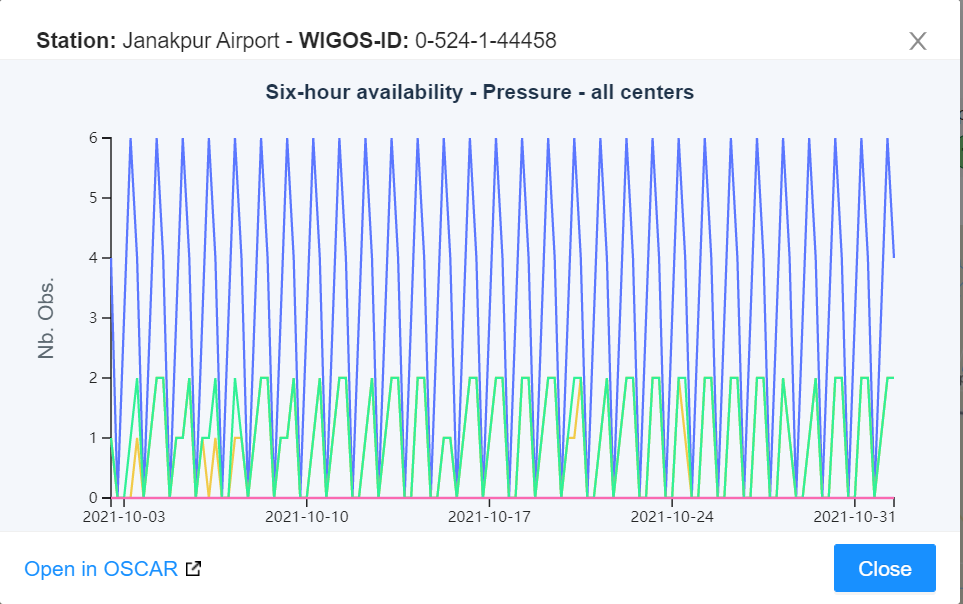 Station: Janakpur Airport - WIGOS-ID: 0-524-1-44458
Six-hour availability - Pressure - all centers
6
5
4
3
2
1
0
Nb. Obs.
2021-10-03 2021-10-10 2021-10-17 2021-10-24 2021-10-31
Open in OSCAR
Close